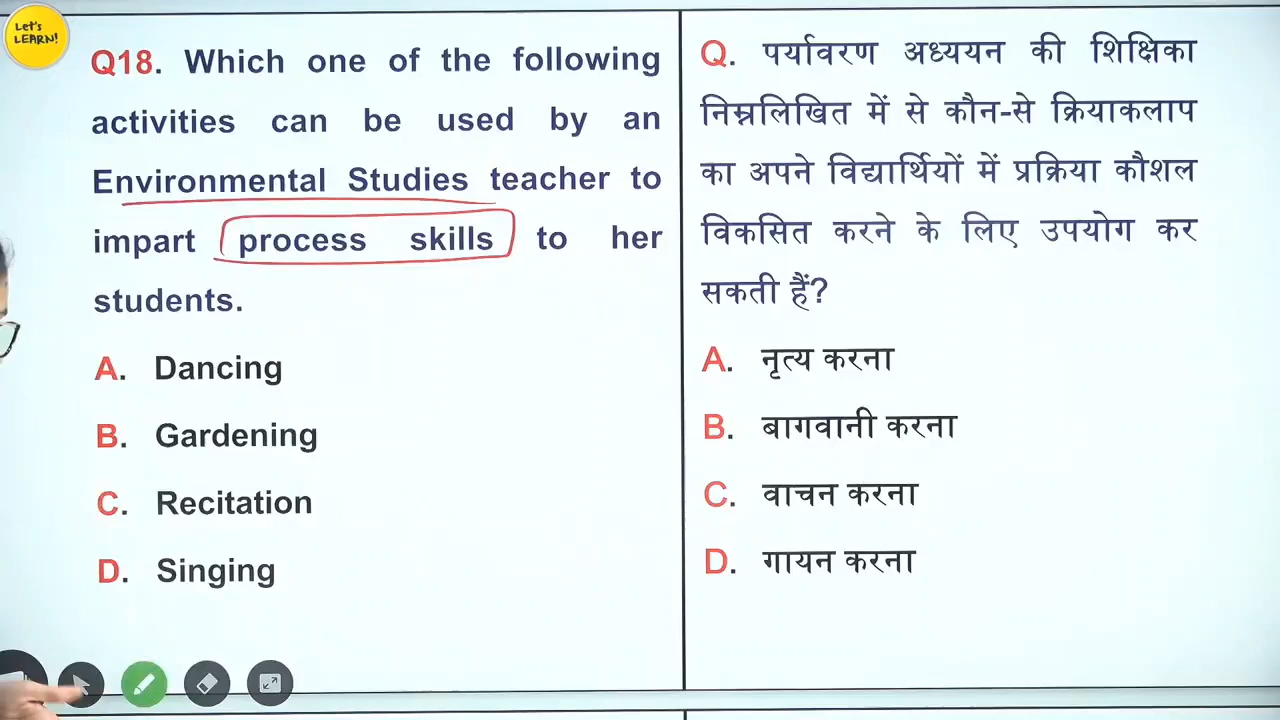 Let's
LEARN!
Q18. Which one of the following
activities can be used by an
Environmental Studies teacher to
impart process skills to her
students.
A. Dancing
B. Gardening
C. Recitation
D. Singing
Q. पर्यावरण अध्ययन की शिक्षिका
निम्नलिखित में से कौन-से क्रियाकलाप
का अपने विद्यार्थियों में प्रक्रिया कौशल
विकसित करने के लिए उपयोग कर
सकती हैं?
A. नृत्य करना
B. बागवानी करना
C. वाचन करना
D. गायन करना